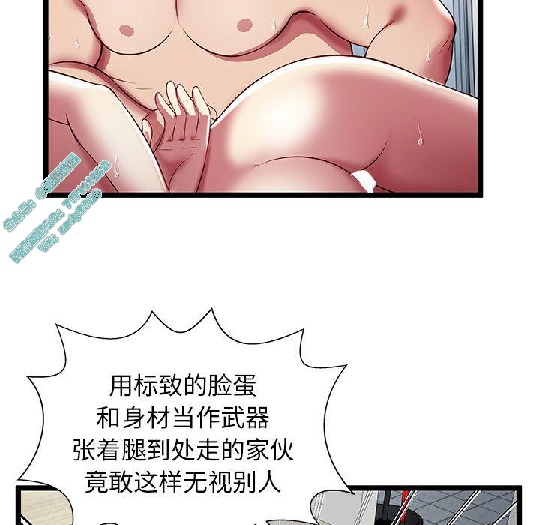 用标致的脸蛋
和身材当作武器
张着腿到处走的家伙
竟敢这样无视别人